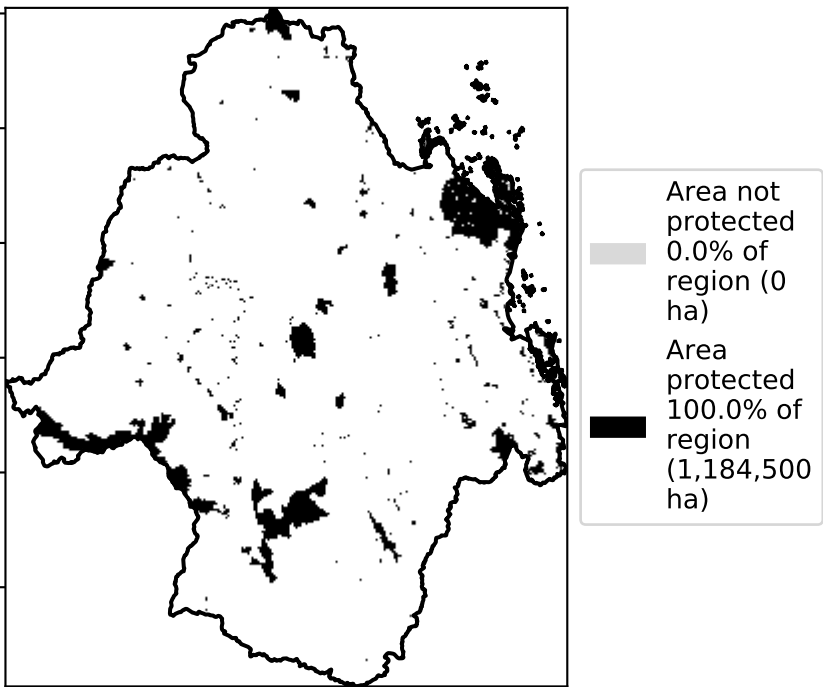 Area not
protected
0.0% of
region (0
ha)
Area
protected
100.0% of
region
(1,184,500
ha)